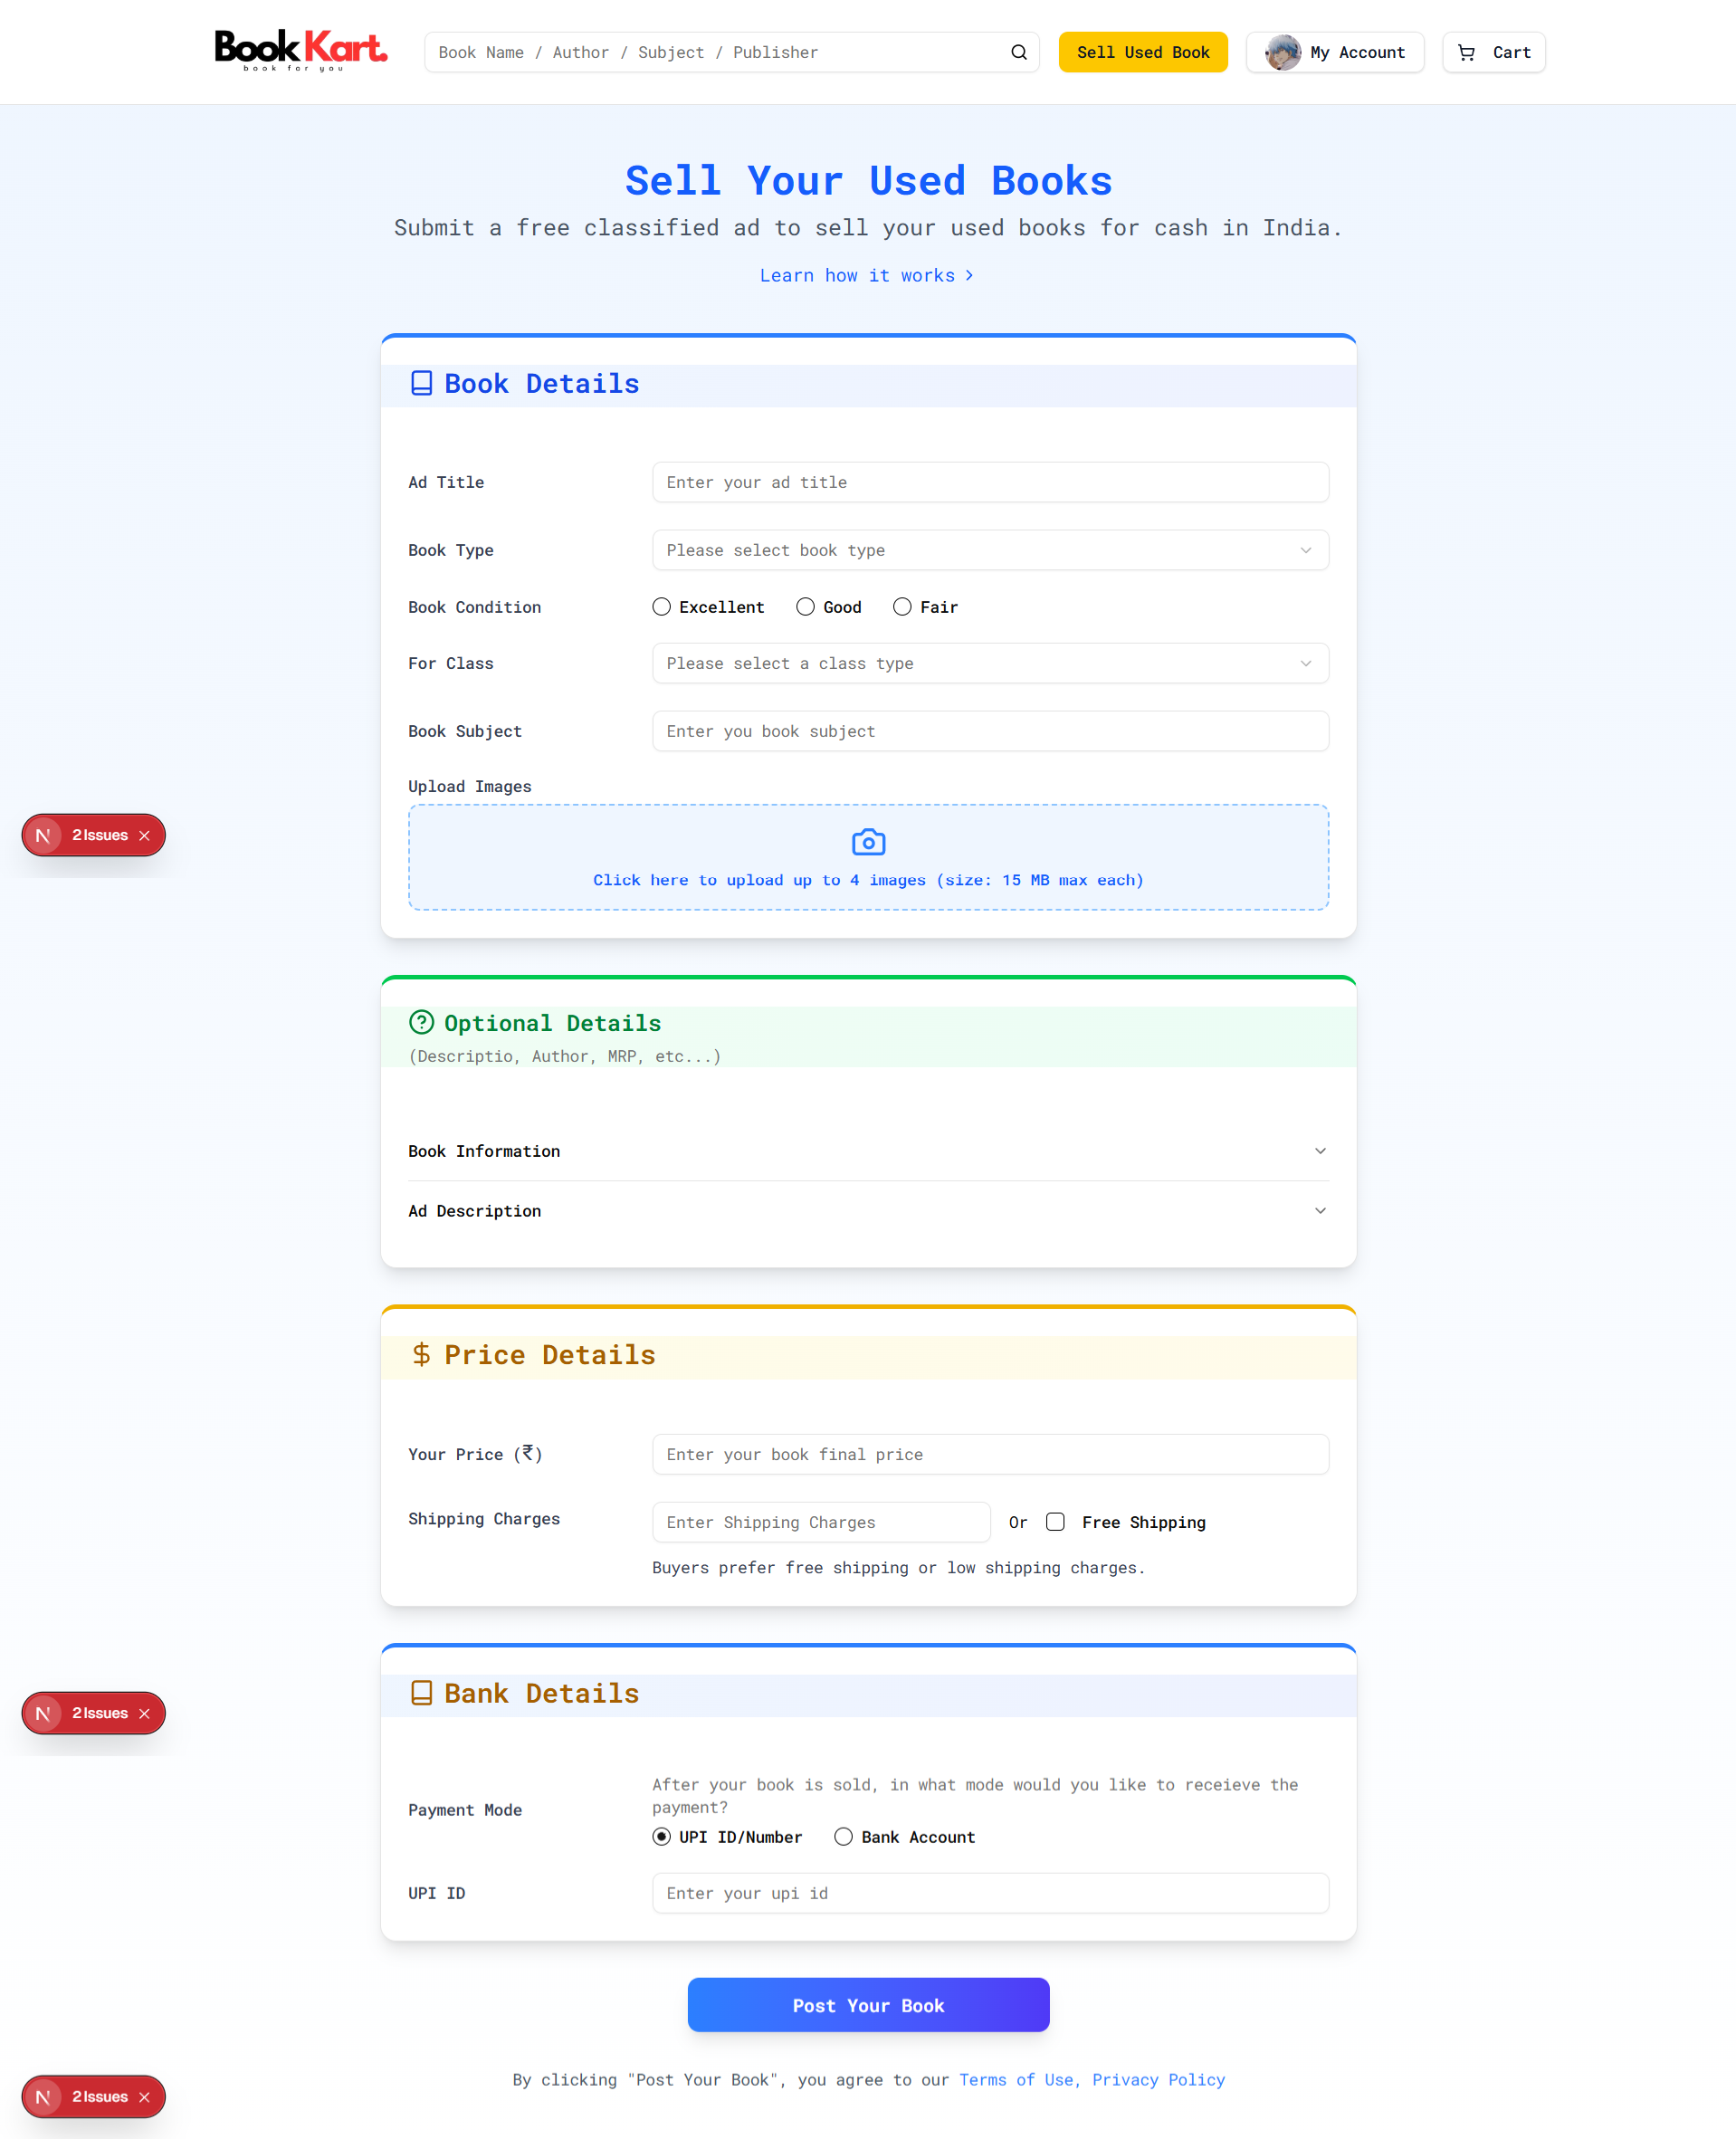 BookKart.
book for you
Book Name / Author / Subject / Publisher
Sell Used Book
My Account
Cart
Sell Your Used Books
Submit a free classified ad to sell your used books for cash in India.
Learn how it works
Book Details
Ad Title
Enter your ad title
Book Type
Please select book type
Book Condition
Excellent
Good
Fair
For Class
Please select a class type
Book Subject
Enter you book subject
Upload Images
Click here to upload up to 4 images (size: 15 MB max each)
N 2 Issues
Optional Details
(Descriptio, Author, MRP, etc...)
Book Information
Ad Description
Price Details
Your Price (₹)
Enter your book final price
Shipping Charges
Enter Shipping Charges
Or
Free Shipping
Buyers prefer free shipping or low shipping charges.
Bank Details
N 2 Issues
Payment Mode
After your book is sold, in what mode would you like to receieve the
payment?
UPI ID/Number
Bank Account
UPI ID
Enter your upi id
Post Your Book
By clicking "Post Your Book", you agree to our Terms of Use, Privacy Policy
N 2 Issues